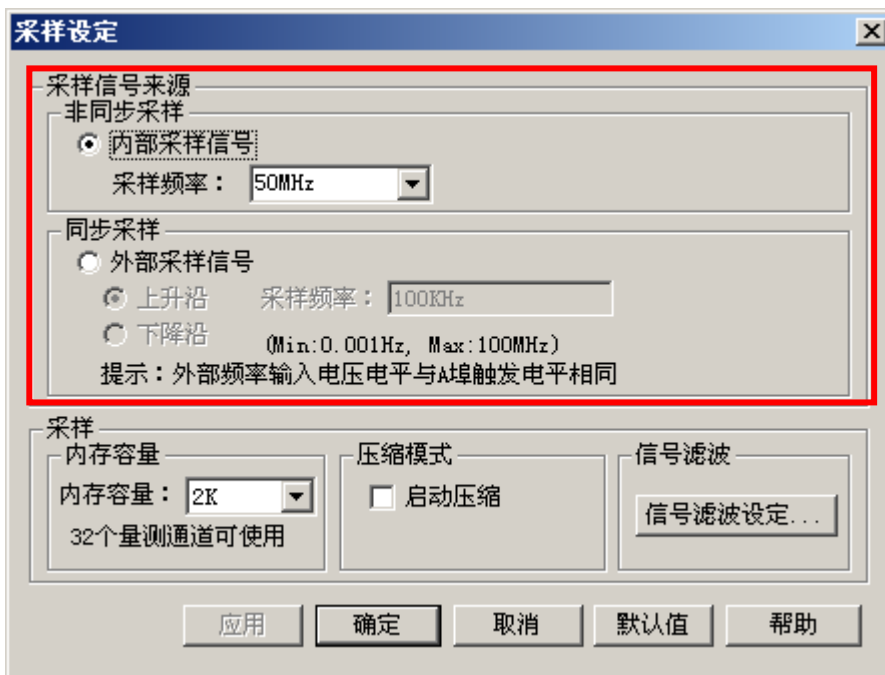 采样设定
采样信号来源
非同步采样
内部采样信号
采样频率： 50MHz
同步采样
外部采样信号
上升沿 采样频率： 100KHz
下降沿 (Min:0.001Hz, Max:100MHz)
提示：外部频率输入电压电平与A埠触发电平相同
采样
内存容量 压缩模式 信号滤波
内存容量： 2K 启动压缩 信号滤波设定...
32个量测通道可使用
应用 确定 取消 默认值 帮助